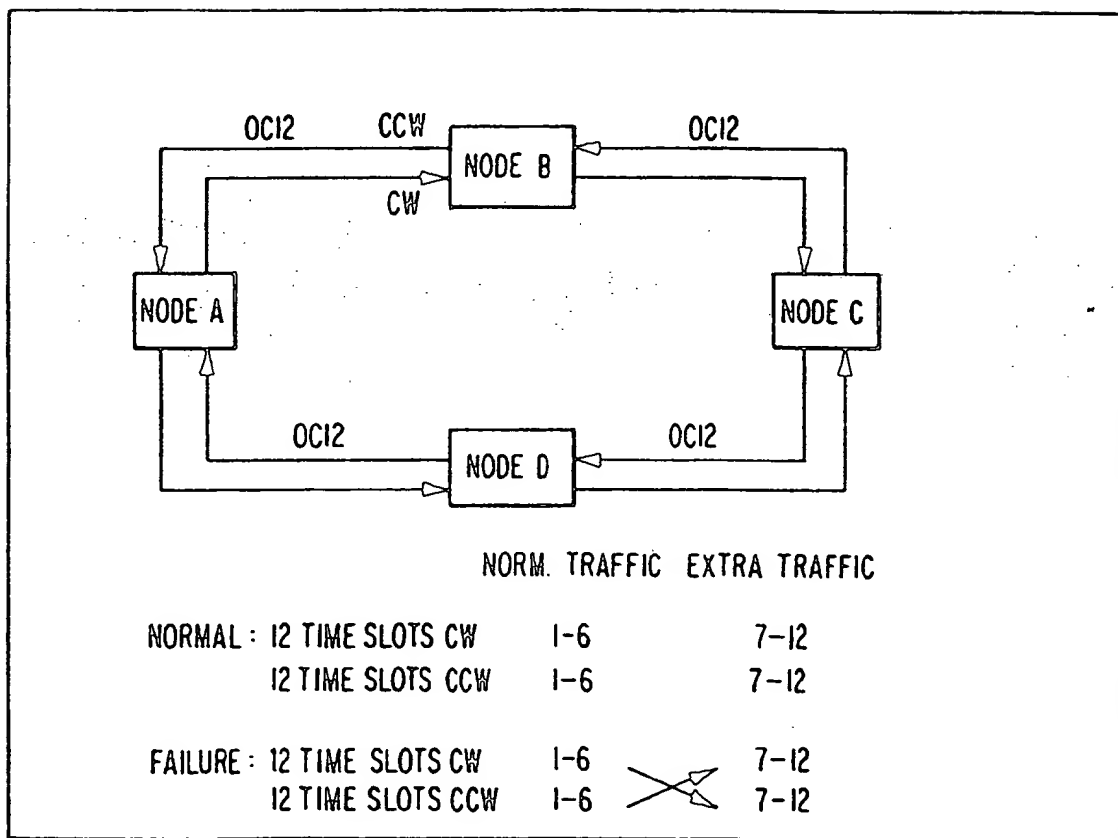 OC12 CCW OC12
NODE B
CW
NODE A NODE C
OC12 OC12
NODE D
NORM. TRAFFIC EXTRA TRAFFIC
NORMAL : 12 TIME SLOTS CW 1-6 7-12
12 TIME SLOTS CCW 1-6 7-12
FAILURE : 12 TIME SLOTS CW 1-6 7-12
12 TIME SLOTS CCW 1-6 7-12